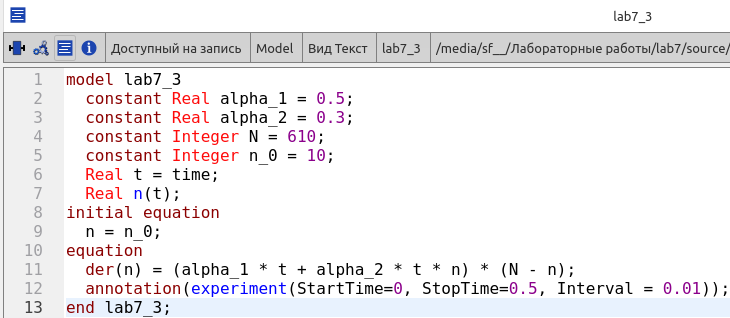 lab7_3
Доступный на запись Model Вид Текст lab7_3 /media/sf__/Лабораторные работы/lab7/source/
1 model lab7_3
2 constant Real alpha_1 = 0.5;
3 constant Real alpha_2 = 0.3;
4 constant Integer N = 610;
5 constant Integer n_0 = 10;
6 Real t = time;
7 Real n(t);
8 initial equation
9 n = n_0;
10 equation
11 der(n) = (alpha_1 * t + alpha_2 * t * n) * (N - n);
12 annotation(experiment(StartTime=0, StopTime=0.5, Interval = 0.01));
13 end lab7_3;